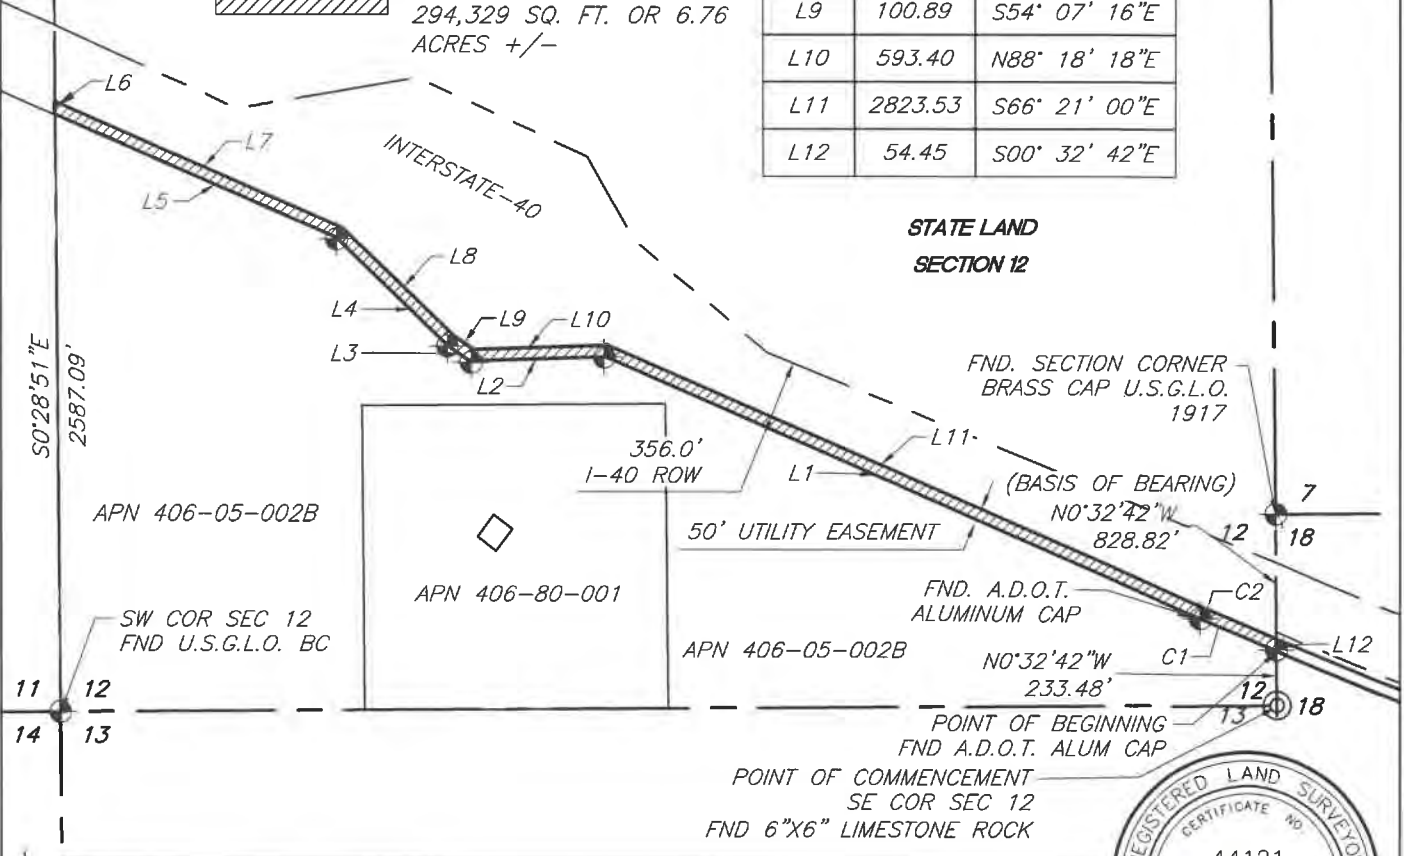 294,329 SQ. FT. OR 6.76
ACRES +/-
L9 100.89 S54° 07' 16"E
L10 593.40 N88° 18' 18"E
L11 2823.53 S66° 21' 00"E
L12 54.45 S00° 32' 42"E
L6
L7
L5
INTERSTATE-40
STATE LAND
SECTION 12
L8
L4
L9
L10
L3
L2
S0°28'51"E
2587.09'
FND. SECTION CORNER
BRASS CAP U.S.G.L.O.
1917
356.0'
I-40 ROW
L11
L1
(BASIS OF BEARING)
N0°32'42"W
828.82'
7
12
18
APN 406-05-002B
50' UTILITY EASEMENT
APN 406-80-001
FND. A.D.O.T.
ALUMINUM CAP
C2
SW COR SEC 12
FND U.S.G.L.O. BC
APN 406-05-002B
C1
L12
N0°32'42"W
233.48'
11 12
14 13
12
13
18
POINT OF BEGINNING
FND A.D.O.T. ALUM CAP
POINT OF COMMENCEMENT
SE COR SEC 12
FND 6"X6" LIMESTONE ROCK
REGISTERED LAND SURVEYO
CERTIFICATE NO.